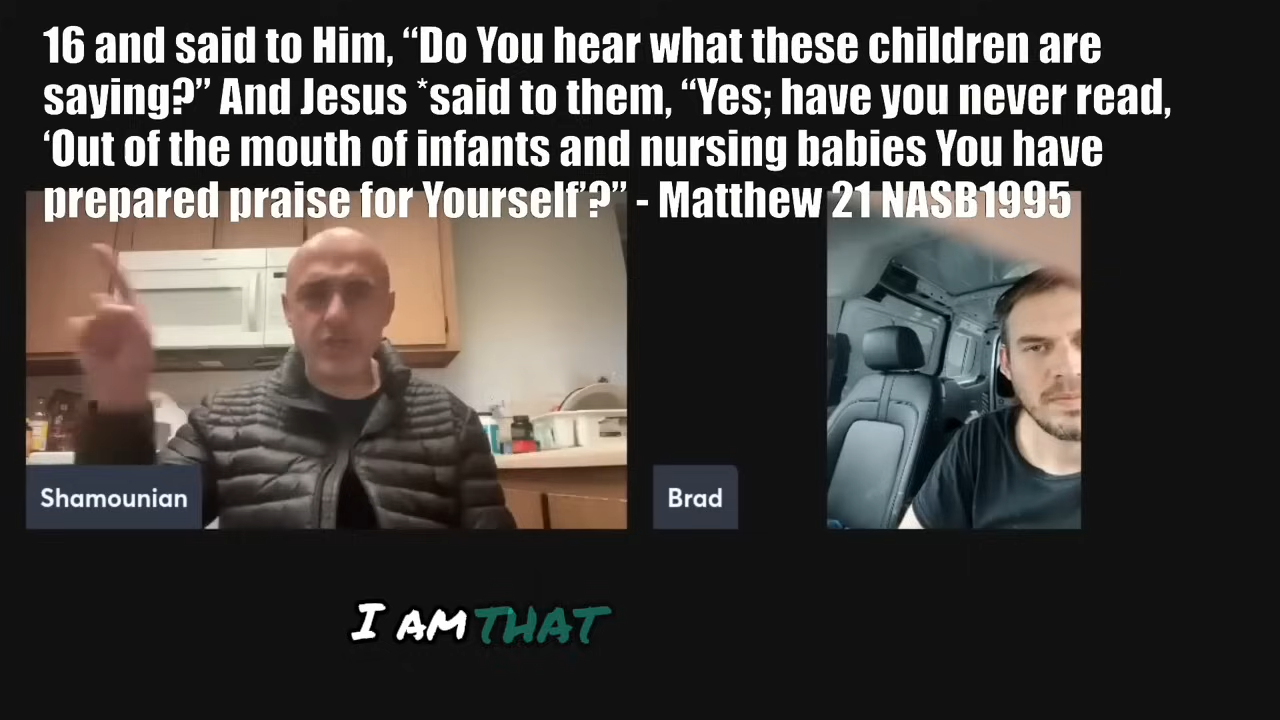 16 and said to Him, “Do You hear what these children are
saying?” And Jesus *said to them, “Yes; have you never read,
‘Out of the mouth of infants and nursing babies You have
prepared praise for Yourself’?” - Matthew 21 NASB1995
Shamounian
Brad
I AM THAT